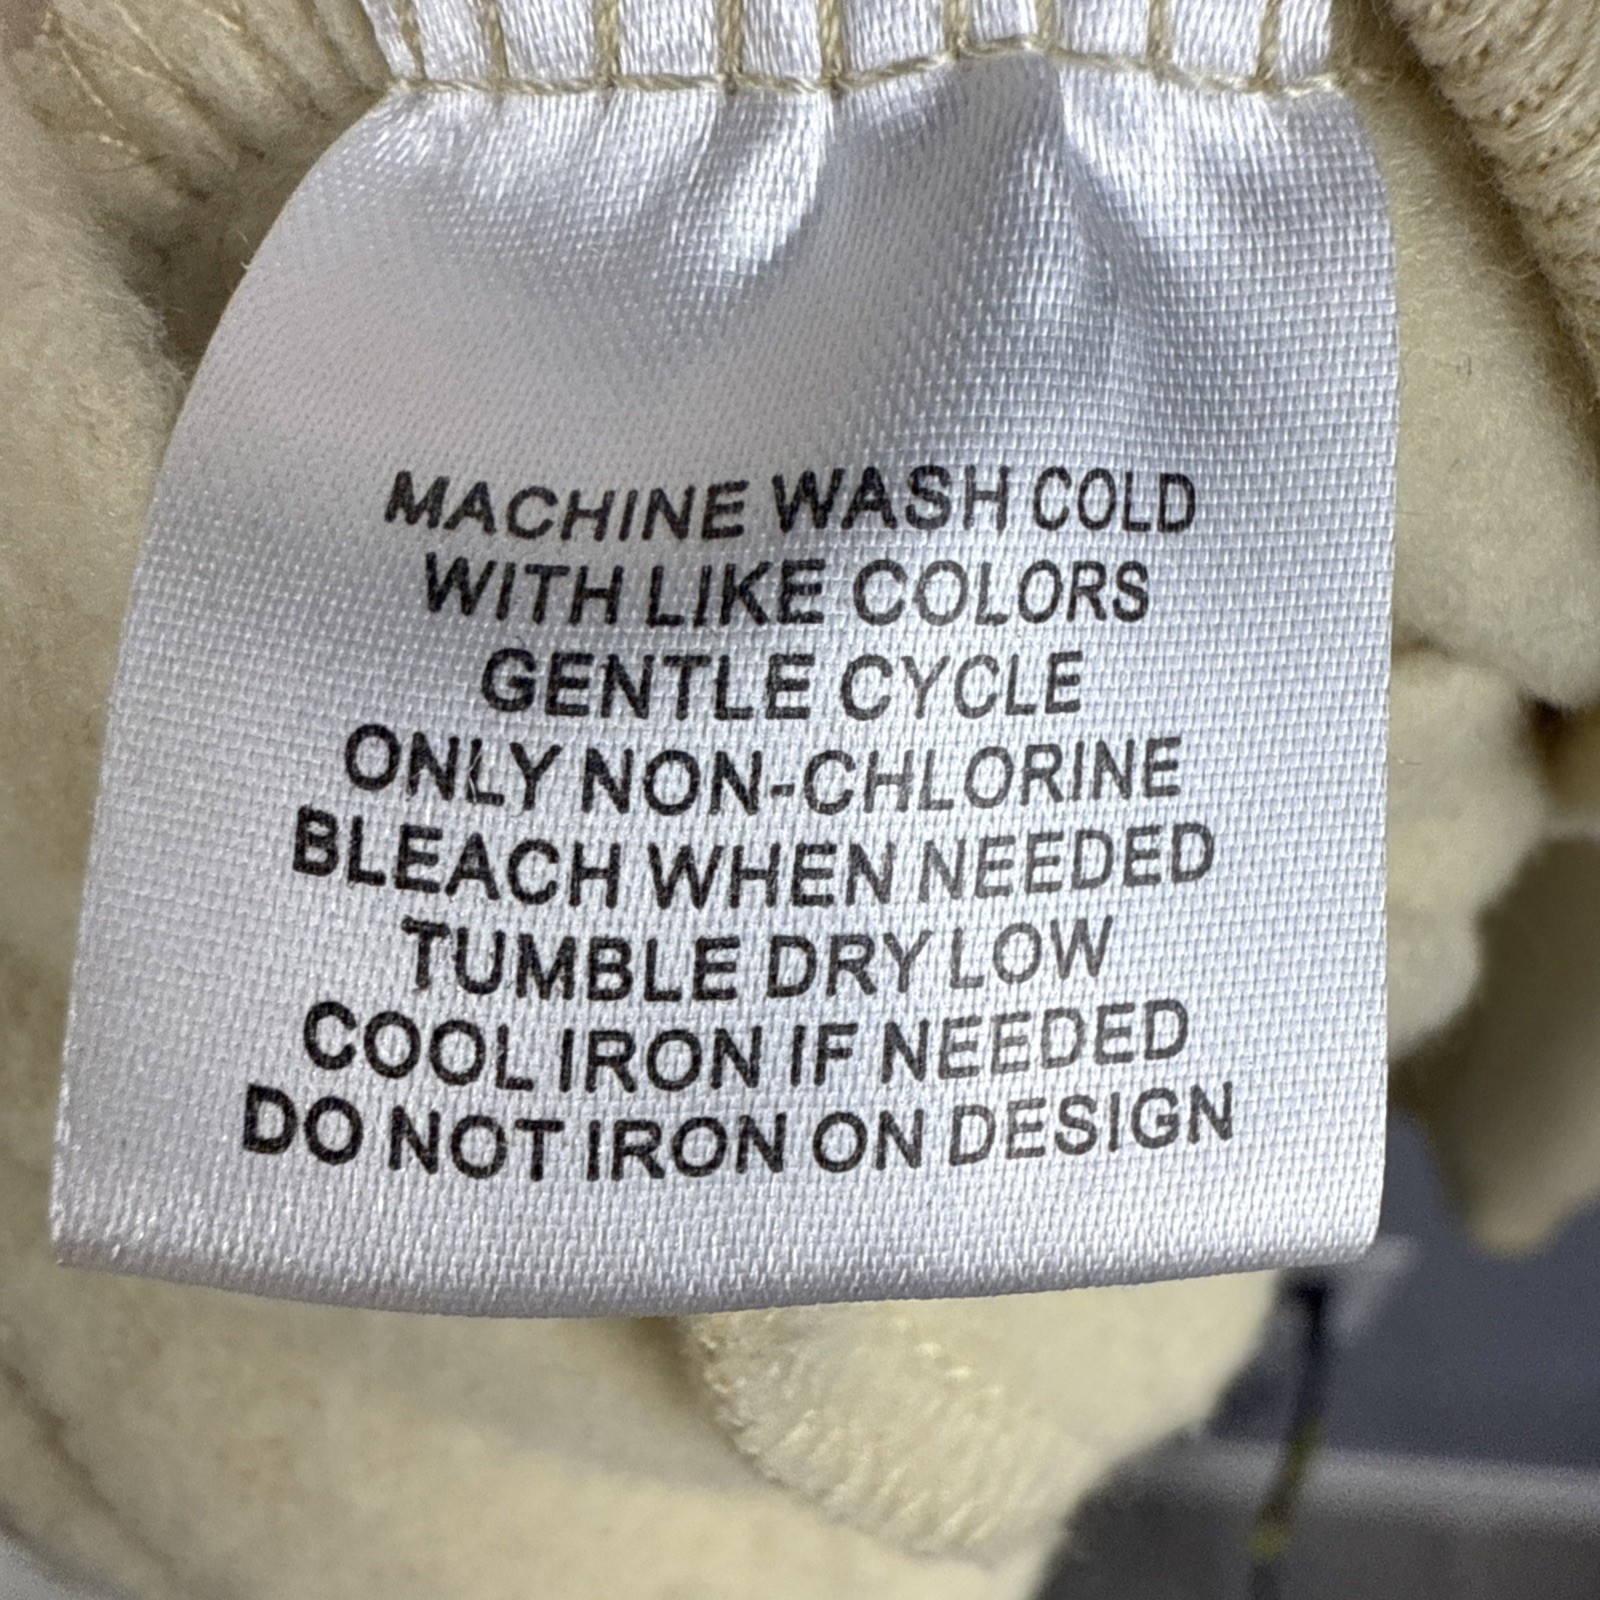 MACHINE WASH COLD
WITH LIKE COLORS
GENTLE CYCLE
ONLY NON-CHLORINE
BLEACH WHEN NEEDED
TUMBLE DRY LOW
COOL IRON IF NEEDED
DO NOT IRON ON DESIGN